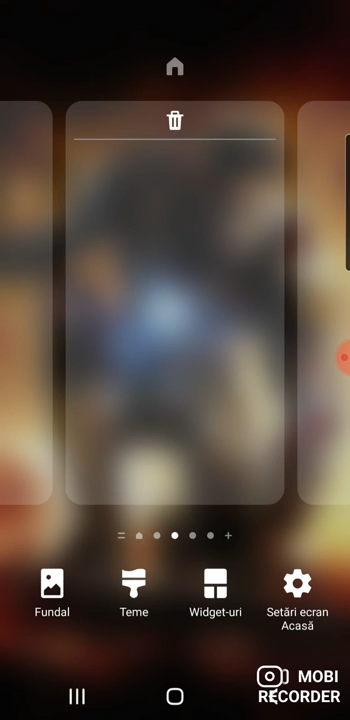 Fundal
Teme
Widget-uri
Setări ecran
Acasă
MOBI
RECORDER